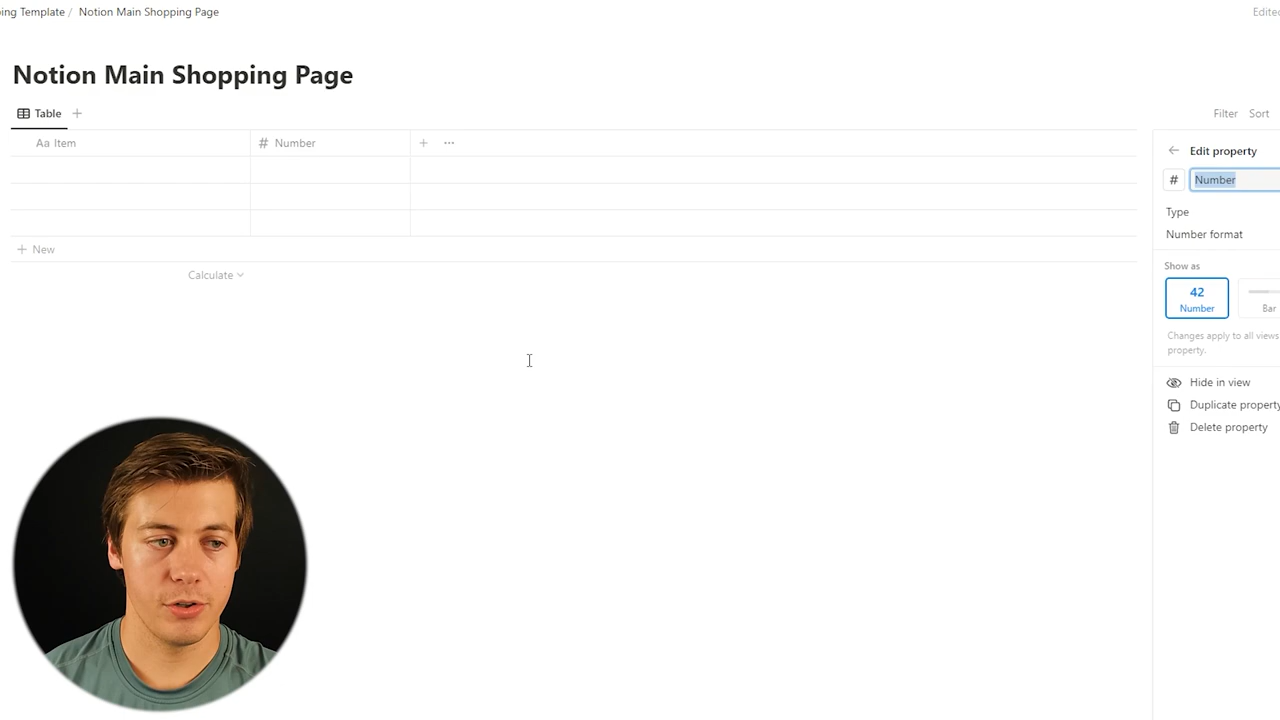 ing Template / Notion Main Shopping Page
Edited
Notion Main Shopping Page
Table
Filter Sort
Aa Item # Number
New
Calculate
Edit property
# Number
Type
Number format
Show as
42
Number
Bar
Changes apply to all views
property.
Hide in view
Duplicate property
Delete property